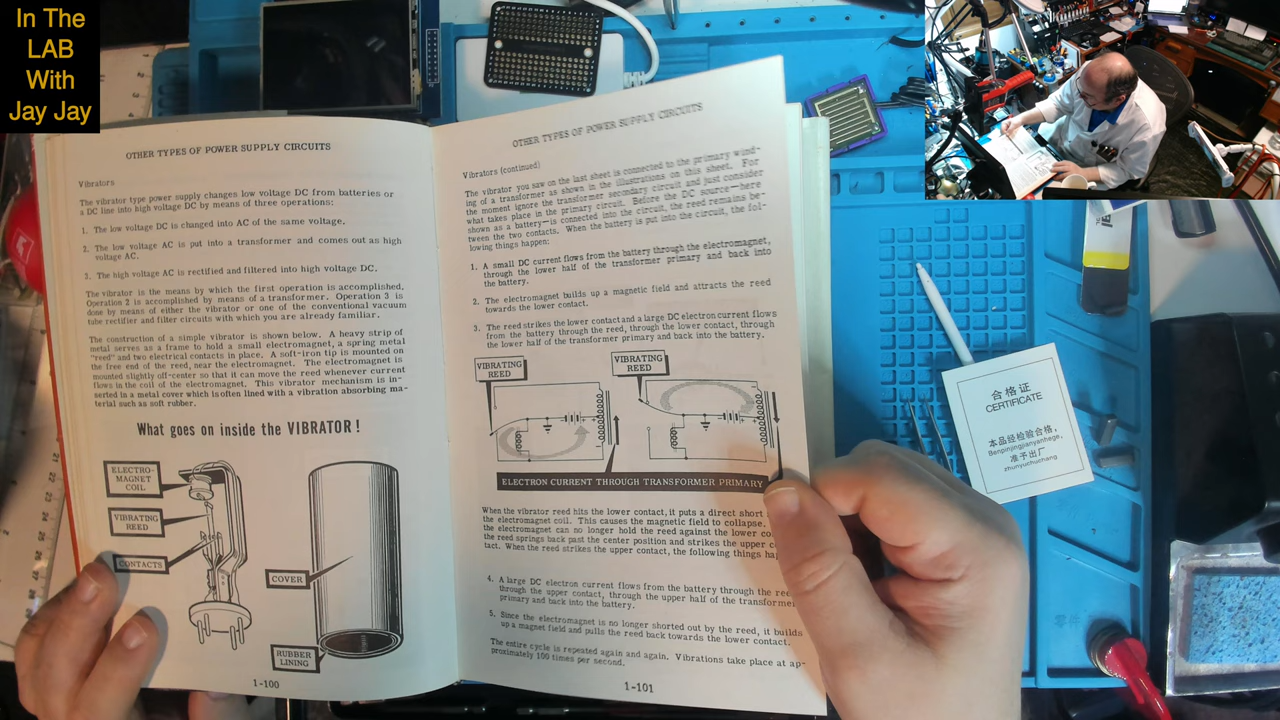 In The
LAB
With
Jay Jay
OTHER TYPES OF POWER SUPPLY CIRCUITS
Vibrators
The vibrator type power supply changes low voltage DC from batteries or
a DC line into high voltage DC by means of three operations:
1. The low voltage DC is changed into AC of the same voltage.
2. The low voltage AC is put into a transformer and comes out as high
voltage AC.
3. The high voltage AC is rectified and filtered into high voltage DC.
The vibrator is the means by which the first operation is accomplished,
Operation 2 is accomplished by means of a transformer. Operation 3 is
done by means of either the vibrator or one of the conventional vacuum
tube rectifier and filter circuits with which you are already familiar.
The construction of a simple vibrator is shown below. A heavy strip of
metal serves as a frame to hold a small electromagnet, a spring metal
"reed" and two electrical contacts in place. A soft-iron tip is mounted on
the free end of the reed, near the electromagnet. The electromagnet is
mounted slightly off-center so that it can move the reed whenever current
flows in the coil of the electromagnet. This vibrator mechanism is in-
serted in a metal cover which is often lined with a vibration absorbing ma-
terial such as soft rubber.
What goes on inside the VIBRATOR!
ELECTRO-
MAGNET
COIL
VIBRATING
REED
CONTACTS
COVER
RUBBER
LINING
1-100
OTHER TYPES OF POWER SUPPLY CIRCUITS
Vibrators (continued)
The vibrator you saw on the last sheet is connected to the primary wind-
ing of a transformer as shown in the illustrations on this sheet. For
the moment ignore the transformer secondary circuit and just consider
what takes place in the primary circuit. Before the DC source—here
shown as a battery—is connected into the circuit, the reed remains be-
tween the two contacts. When the battery is put into the circuit, the fol-
lowing things happen:
1. A small DC current flows from the battery through the electromagnet,
through the lower half of the transformer primary and back into
the battery.
2. The electromagnet builds up a magnetic field and attracts the reed
towards the lower contact.
3. The reed strikes the lower contact and a large DC electron current flows
from the battery through the reed, through the lower contact, through
the lower half of the transformer primary and back into the battery.
VIBRATING
REED
VIBRATING
REED
ELECTRON CURRENT THROUGH TRANSFORMER PRIMARY
When the vibrator reed hits the lower contact, it puts a direct short
the electromagnet coil. This causes the magnetic field to collapse.
the electromagnet can no longer hold the reed against the lower co
the reed springs back past the center position and strikes the upper c
tact. When the reed strikes the upper contact, the following things ha
4. A large DC electron current flows from the battery through the ree
through the upper contact, through the upper half of the transformer
primary and back into the battery.
5. Since the electromagnet is no longer shorted out by the reed, it builds
up a magnet field and pulls the reed back towards the lower contact.
The entire cycle is repeated again and again. Vibrations take place at ap-
proximately 100 times per second.
1-101
合格证
CERTIFICATE
本品经检验合格，
Benpinjingjianyanhege,
准予出厂
zhunyuchuchang
零件